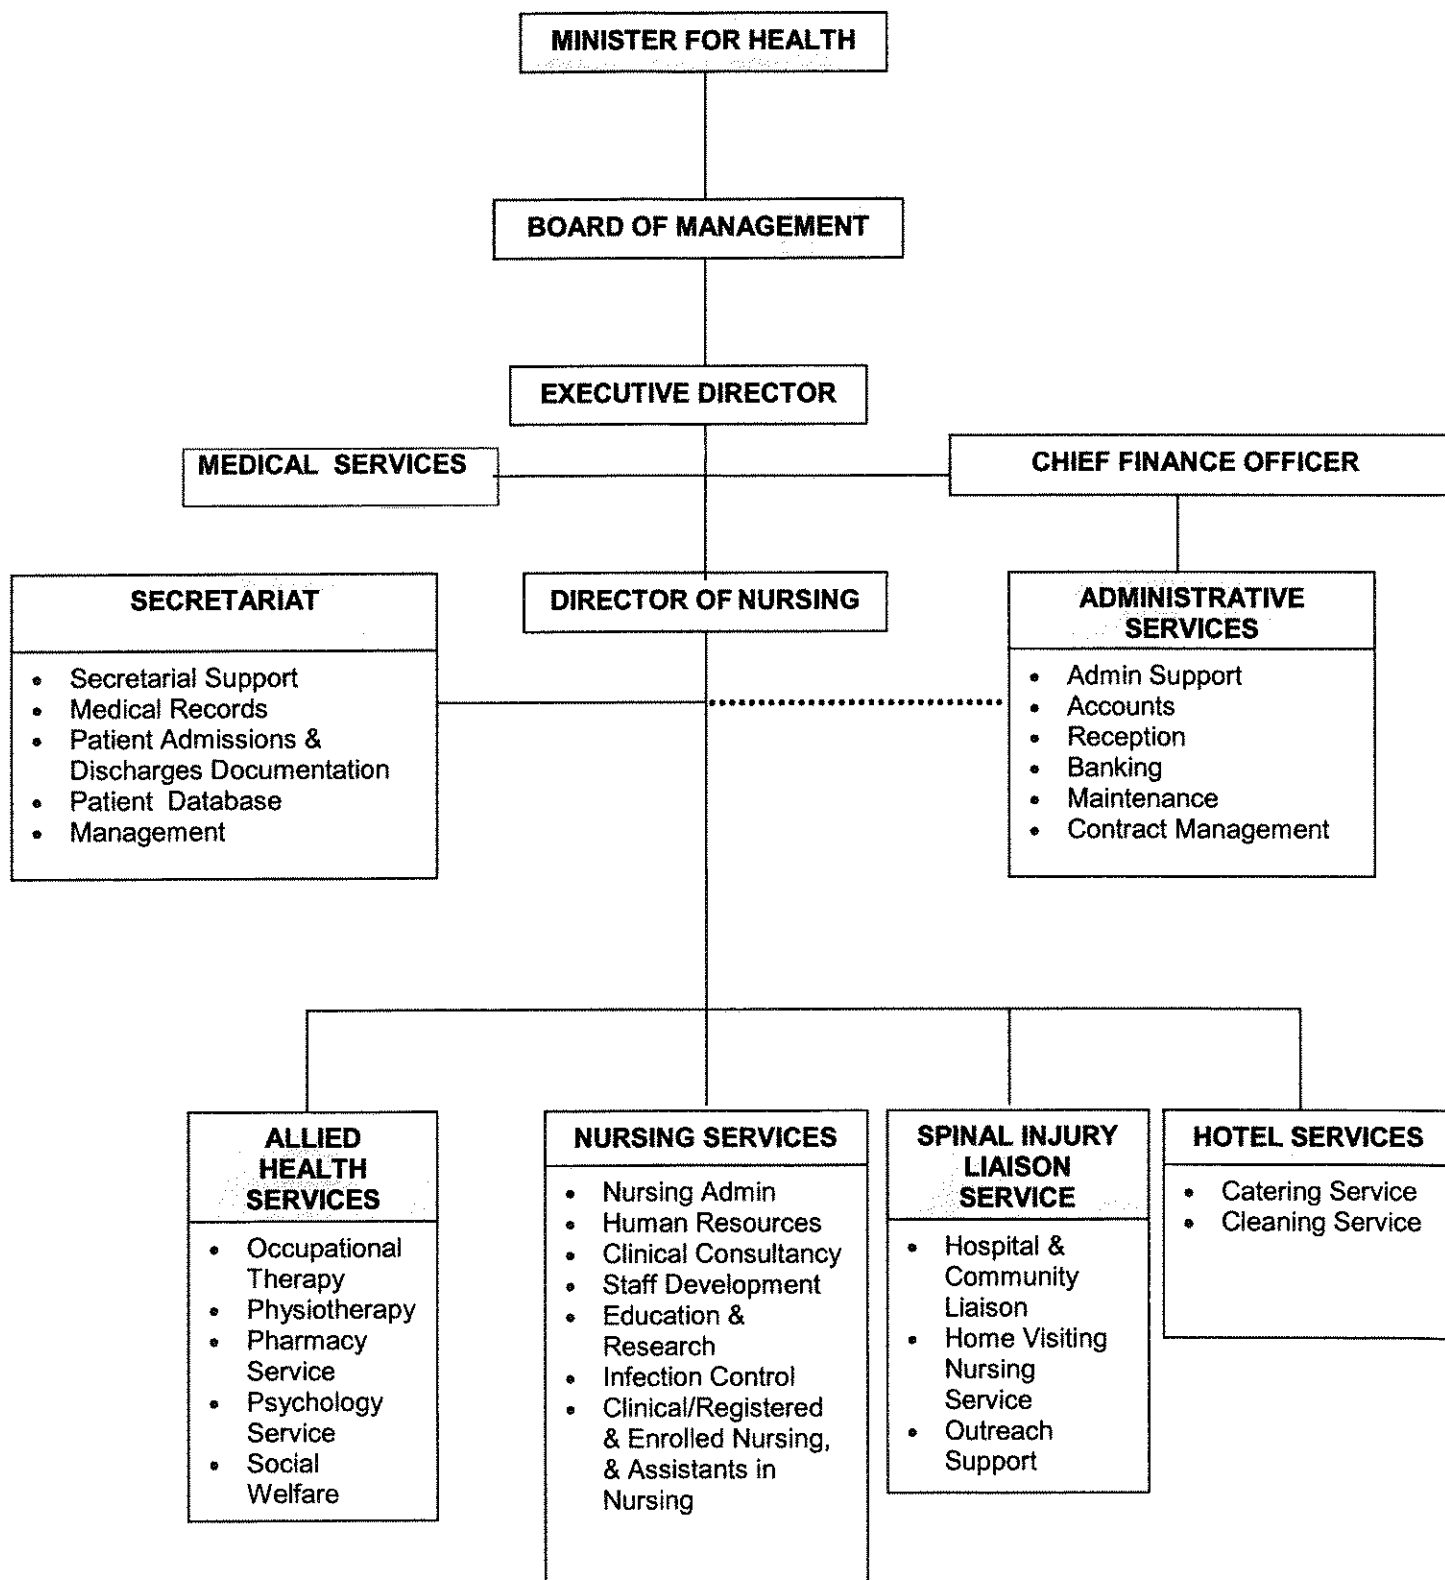 MINISTER FOR HEALTH
BOARD OF MANAGEMENT
EXECUTIVE DIRECTOR
MEDICAL SERVICES
CHIEF FINANCE OFFICER
SECRETARIAT
• Secretarial Support
• Medical Records
• Patient Admissions &
Discharges Documentation
• Patient Database
• Management
DIRECTOR OF NURSING
ADMINISTRATIVE
SERVICES
• Admin Support
• Accounts
• Reception
• Banking
• Maintenance
• Contract Management
ALLIED
HEALTH
SERVICES
• Occupational
Therapy
• Physiotherapy
• Pharmacy
Service
• Psychology
Service
• Social
Welfare
NURSING SERVICES
• Nursing Admin
• Human Resources
• Clinical Consultancy
• Staff Development
• Education &
Research
• Infection Control
• Clinical/Registered
& Enrolled Nursing,
& Assistants in
Nursing
SPINAL INJURY
LIAISON
SERVICE
• Hospital &
Community
Liaison
• Home Visiting
Nursing
Service
• Outreach
Support
HOTEL SERVICES
• Catering Service
• Cleaning Service